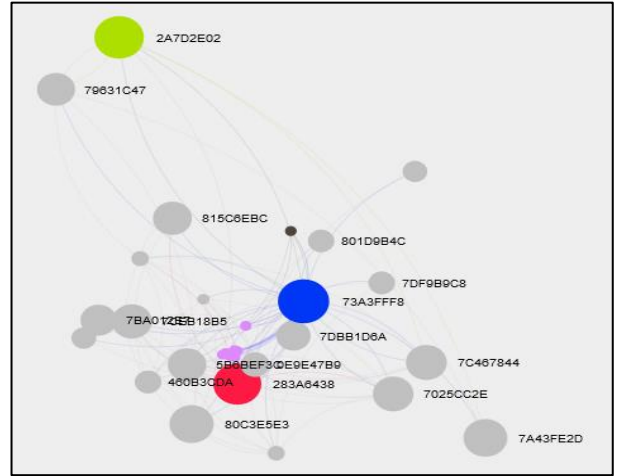 2A7D2E02
79631C47
815C6EBC
801D9B4C
7DF9B9C8
73A3FFF8
7DBB1D6A
7C467844
460B3CDA
283A6438
7025CC2E
80C3E5E3
7A43FE2D